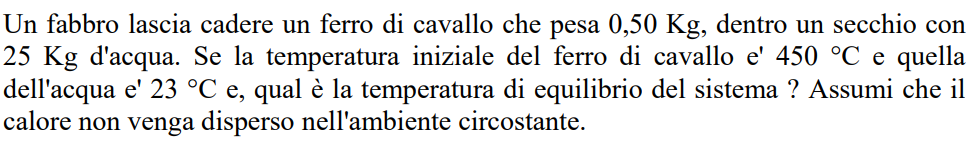 Un fabbro lascia cadere un ferro di cavallo che pesa 0,50 Kg, dentro un secchio con
25 Kg d'acqua. Se la temperatura iniziale del ferro di cavallo e' 450 °C e quella
dell'acqua e' 23 °C e, qual è la temperatura di equilibrio del sistema ? Assumi che il
calore non venga disperso nell'ambiente circostante.